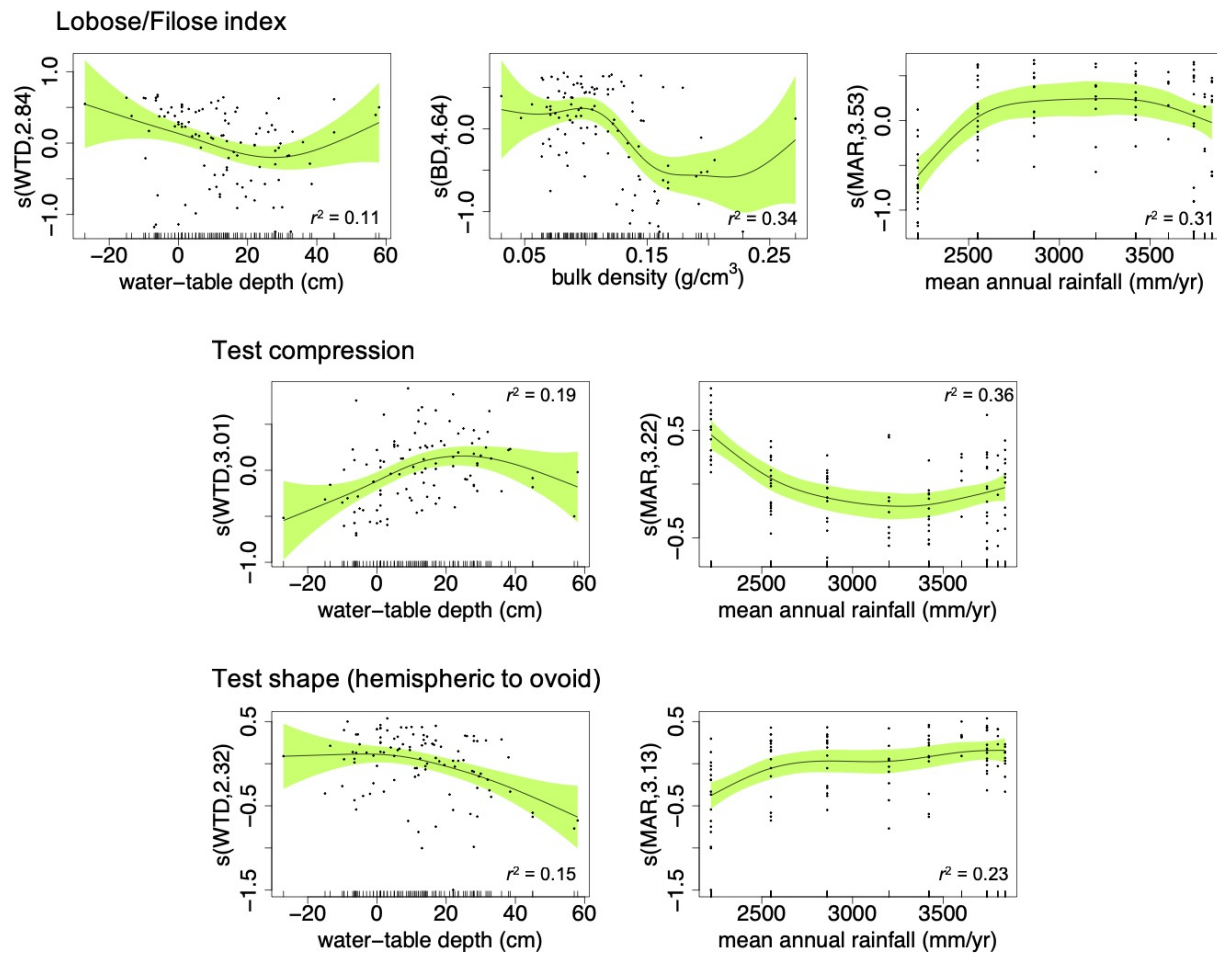 Lobose/Filose index
s(WTD,2.84)
1.0
0.0
−1.0
r² = 0.11
−20 0 20 40 60
water−table depth (cm)
s(BD,4.64)
0.0
−1.0
r² = 0.34
0.05 0.15 0.25
bulk density (g/cm³)
s(MAR,3.53)
0.0
−1.0
r² = 0.31
2500 3000 3500
mean annual rainfall (mm/yr)
Test compression
s(WTD,3.01)
0.0
−1.0
r² = 0.19
−20 0 20 40 60
water−table depth (cm)
s(MAR,3.22)
0.5
−0.5
r² = 0.36
2500 3000 3500
mean annual rainfall (mm/yr)
Test shape (hemispheric to ovoid)
s(WTD,2.32)
0.5
−0.5
−1.5
r² = 0.15
−20 0 20 40 60
water−table depth (cm)
s(MAR,3.13)
0.5
−0.5
−1.5
r² = 0.23
2500 3000 3500
mean annual rainfall (mm/yr)